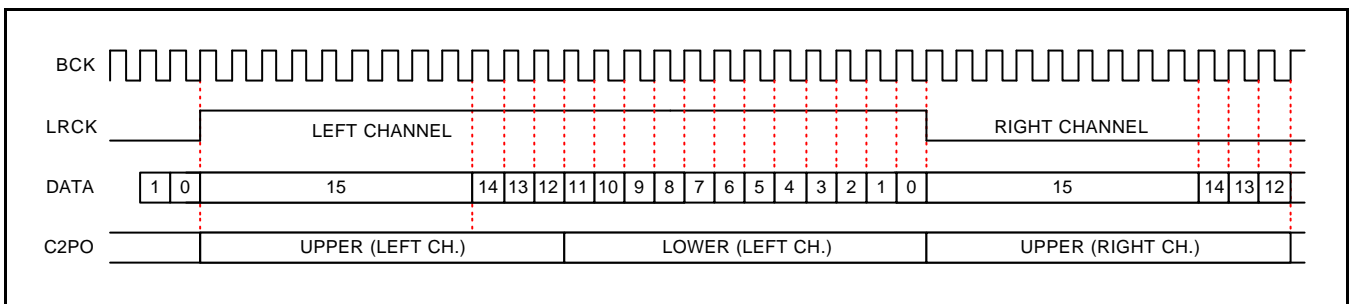 BCK
LRCK LEFT CHANNEL RIGHT CHANNEL
DATA 1 0 15 14 13 12 11 10 9 8 7 6 5 4 3 2 1 0 15 14 13 12
C2PO UPPER (LEFT CH.) LOWER (LEFT CH.) UPPER (RIGHT CH.)